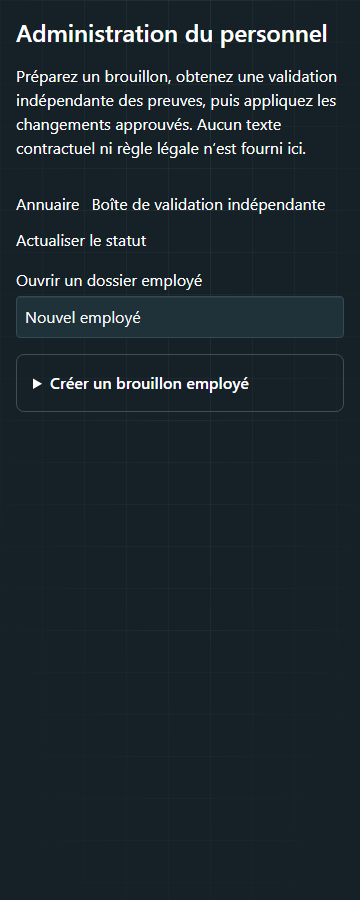 Administration du personnel
Préparez un brouillon, obtenez une validation
indépendante des preuves, puis appliquez les
changements approuvés. Aucun texte
contractuel ni règle légale n’est fourni ici.
Annuaire Boîte de validation indépendante
Actualiser le statut
Ouvrir un dossier employé
Nouvel employé
Créer un brouillon employé